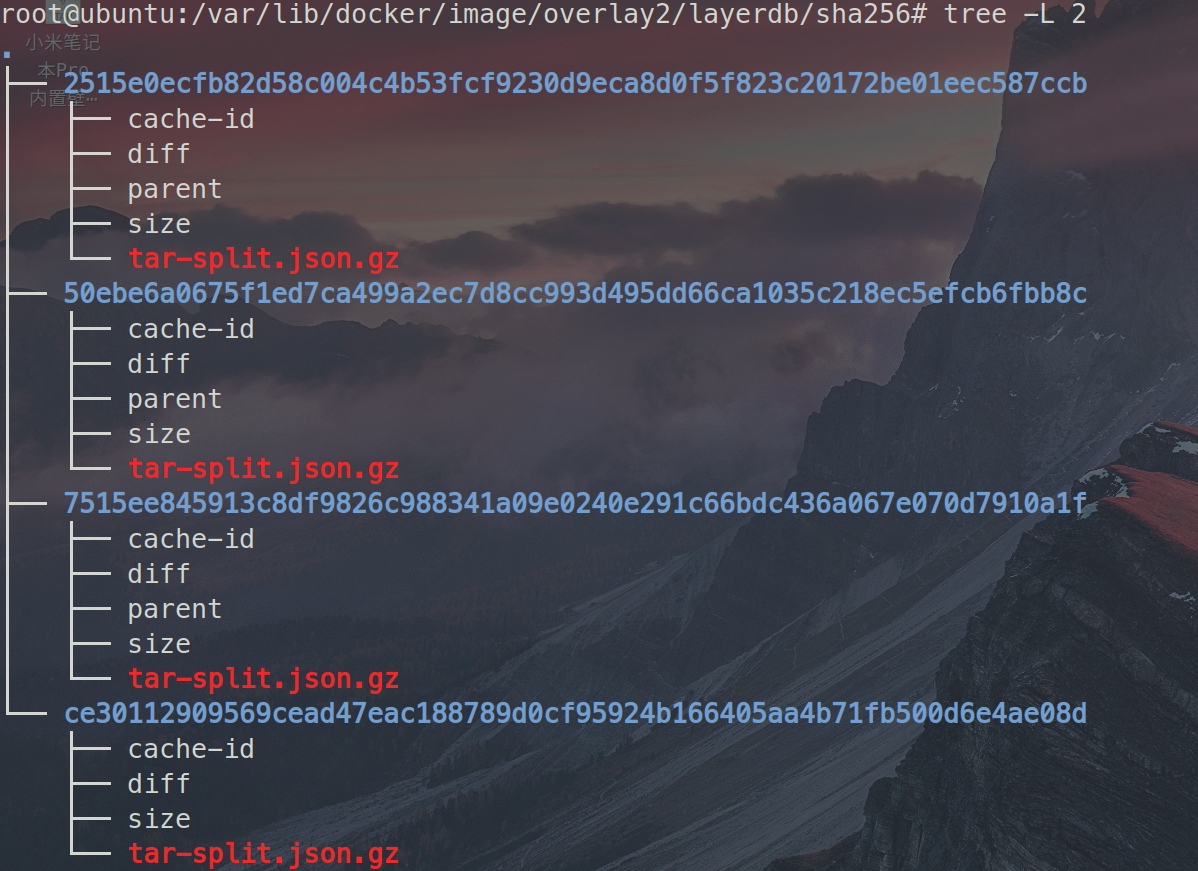 root@ubuntu:/var/lib/docker/image/overlay2/layerdb/sha256# tree -L 2
.
小米笔记
本Pro
内置壁…
├── 2515e0ecfb82d58c004c4b53fcf9230d9eca8d0f5f823c20172be01eec587ccb
│   ├── cache-id
│   ├── diff
│   ├── parent
│   ├── size
│   └── tar-split.json.gz
├── 50ebe6a0675f1ed7ca499a2ec7d8cc993d495dd66ca1035c218ec5efcb6fbb8c
│   ├── cache-id
│   ├── diff
│   ├── parent
│   ├── size
│   └── tar-split.json.gz
├── 7515ee845913c8df9826c988341a09e0240e291c66bdc436a067e070d7910a1f
│   ├── cache-id
│   ├── diff
│   ├── parent
│   ├── size
│   └── tar-split.json.gz
└── ce30112909569cead47eac188789d0cf95924b166405aa4b71fb500d6e4ae08d
    ├── cache-id
    ├── diff
    ├── size
    └── tar-split.json.gz